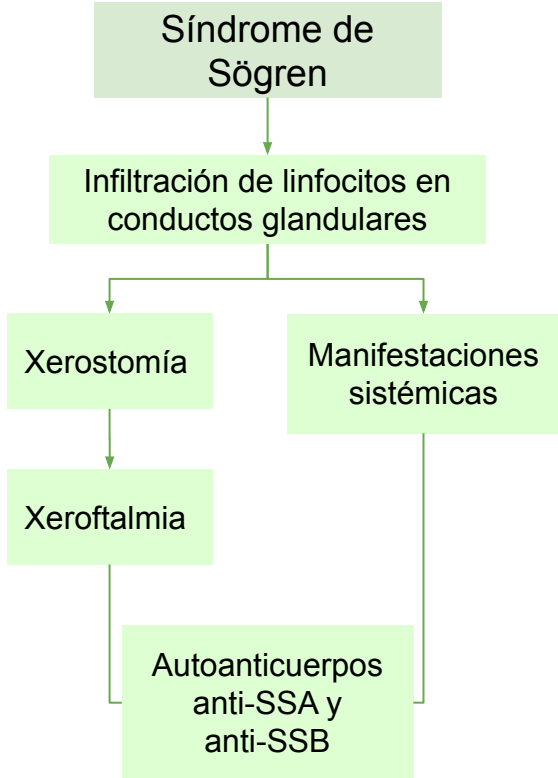 Síndrome de
Sögren
Infiltración de linfocitos en
conductos glandulares
Xerostomía
Manifestaciones
sistémicas
Xeroftalmia
Autoanticuerpos
anti-SSA y
anti-SSB